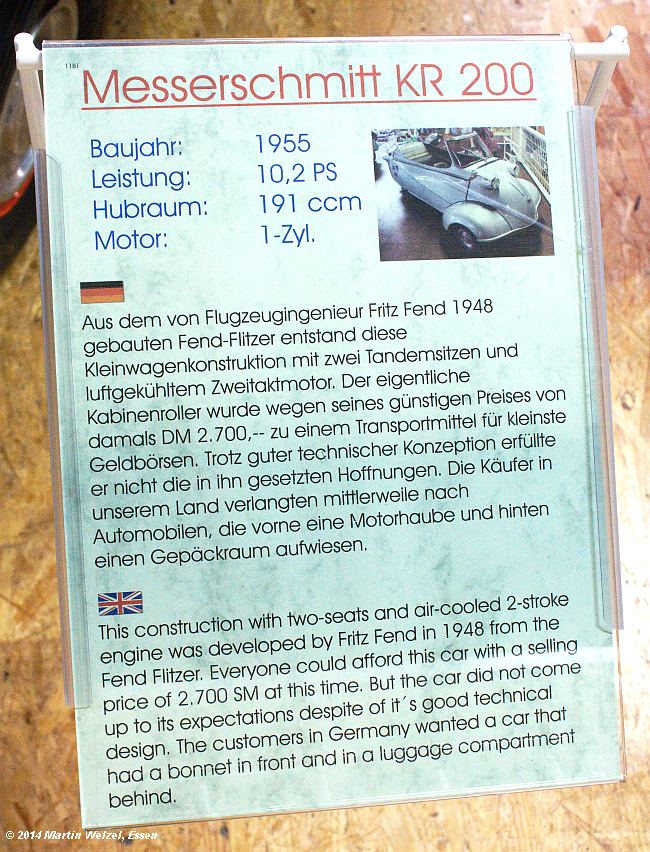 1181
Messerschmitt KR 200
Baujahr: 1955
Leistung: 10,2 PS
Hubraum: 191 ccm
Motor: 1-Zyl.
Aus dem von Flugzeugingenieur Fritz Fend 1948
gebauten Fend-Flitzer entstand diese
Kleinwagenkonstruktion mit zwei Tandemsitzen und
luftgekühltem Zweitaktmotor. Der eigentliche
Kabinenroller wurde wegen seines günstigen Preises von
damals DM 2.700,-- zu einem Transportmittel für kleinste
Geldbörsen. Trotz guter technischer Konzeption erfüllte
er nicht die in ihn gesetzten Hoffnungen. Die Käufer in
unserem Land verlangten mittlerweile nach
Automobilen, die vorne eine Motorhaube und hinten
einen Gepäckraum aufwiesen.
This construction with two-seats and air-cooled 2-stroke
engine was developed by Fritz Fend in 1948 from the
Fend Flitzer. Everyone could afford this car with a selling
price of 2.700 SM at this time. But the car did not come
up to its expectations despite of it´s good technical
design. The customers in Germany wanted a car that
had a bonnet in front and in a luggage compartment
behind.
© 2014 Martin Welzel, Essen